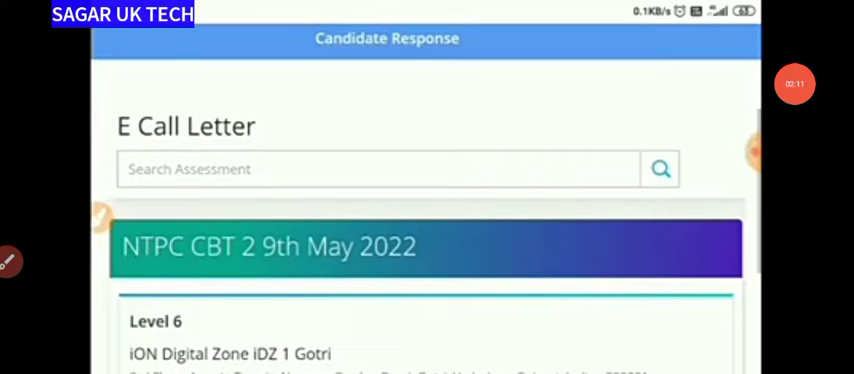 SAGAR UK TECH
0.1KB/s 63
Candidate Response
02:11
E Call Letter
Search Assessment
NTPC CBT 2 9th May 2022
Level 6
iON Digital Zone iDZ 1 Gotri